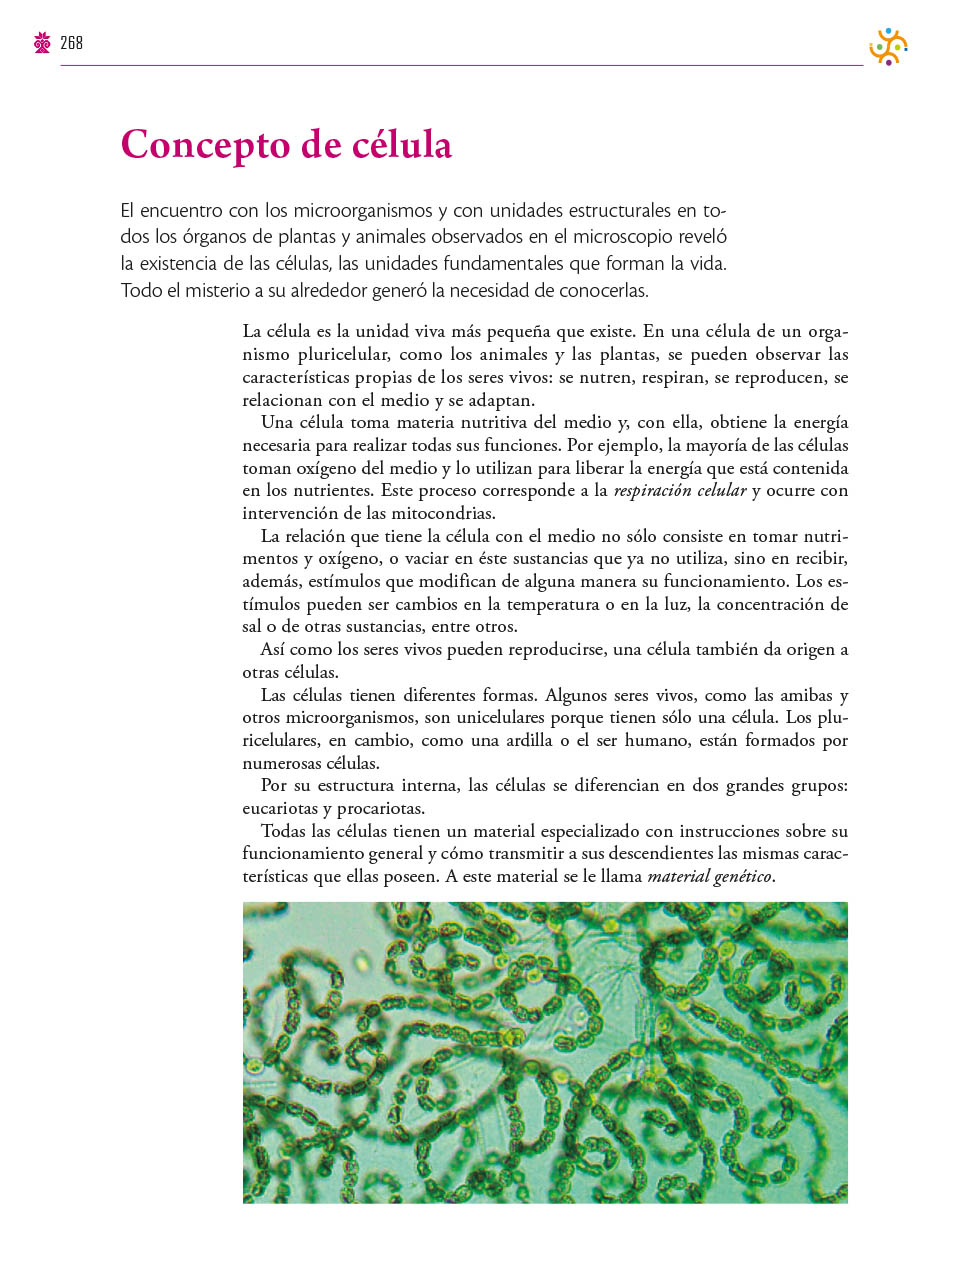 268
Concepto de célula
El encuentro con los microorganismos y con unidades estructurales en to-
dos los órganos de plantas y animales observados en el microscopio reveló
la existencia de las células, las unidades fundamentales que forman la vida.
Todo el misterio a su alrededor generó la necesidad de conocerlas.
La célula es la unidad viva más pequeña que existe. En una célula de un orga-
nismo pluricelular, como los animales y las plantas, se pueden observar las
características propias de los seres vivos: se nutren, respiran, se reproducen, se
relacionan con el medio y se adaptan.
Una célula toma materia nutritiva del medio y, con ella, obtiene la energía
necesaria para realizar todas sus funciones. Por ejemplo, la mayoría de las células
toman oxígeno del medio y lo utilizan para liberar la energía que está contenida
en los nutrientes. Este proceso corresponde a la respiración celular y ocurre con
intervención de las mitocondrias.
La relación que tiene la célula con el medio no sólo consiste en tomar nutri-
mentos y oxígeno, o vaciar en éste sustancias que ya no utiliza, sino en recibir,
además, estímulos que modifican de alguna manera su funcionamiento. Los es-
tímulos pueden ser cambios en la temperatura o en la luz, la concentración de
sal o de otras sustancias, entre otros.
Así como los seres vivos pueden reproducirse, una célula también da origen a
otras células.
Las células tienen diferentes formas. Algunos seres vivos, como las amibas y
otros microorganismos, son unicelulares porque tienen sólo una célula. Los plu-
ricelulares, en cambio, como una ardilla o el ser humano, están formados por
numerosas células.
Por su estructura interna, las células se diferencian en dos grandes grupos:
eucariotas y procariotas.
Todas las células tienen un material especializado con instrucciones sobre su
funcionamiento general y cómo transmitir a sus descendientes las mismas carac-
terísticas que ellas poseen. A este material se le llama material genético.